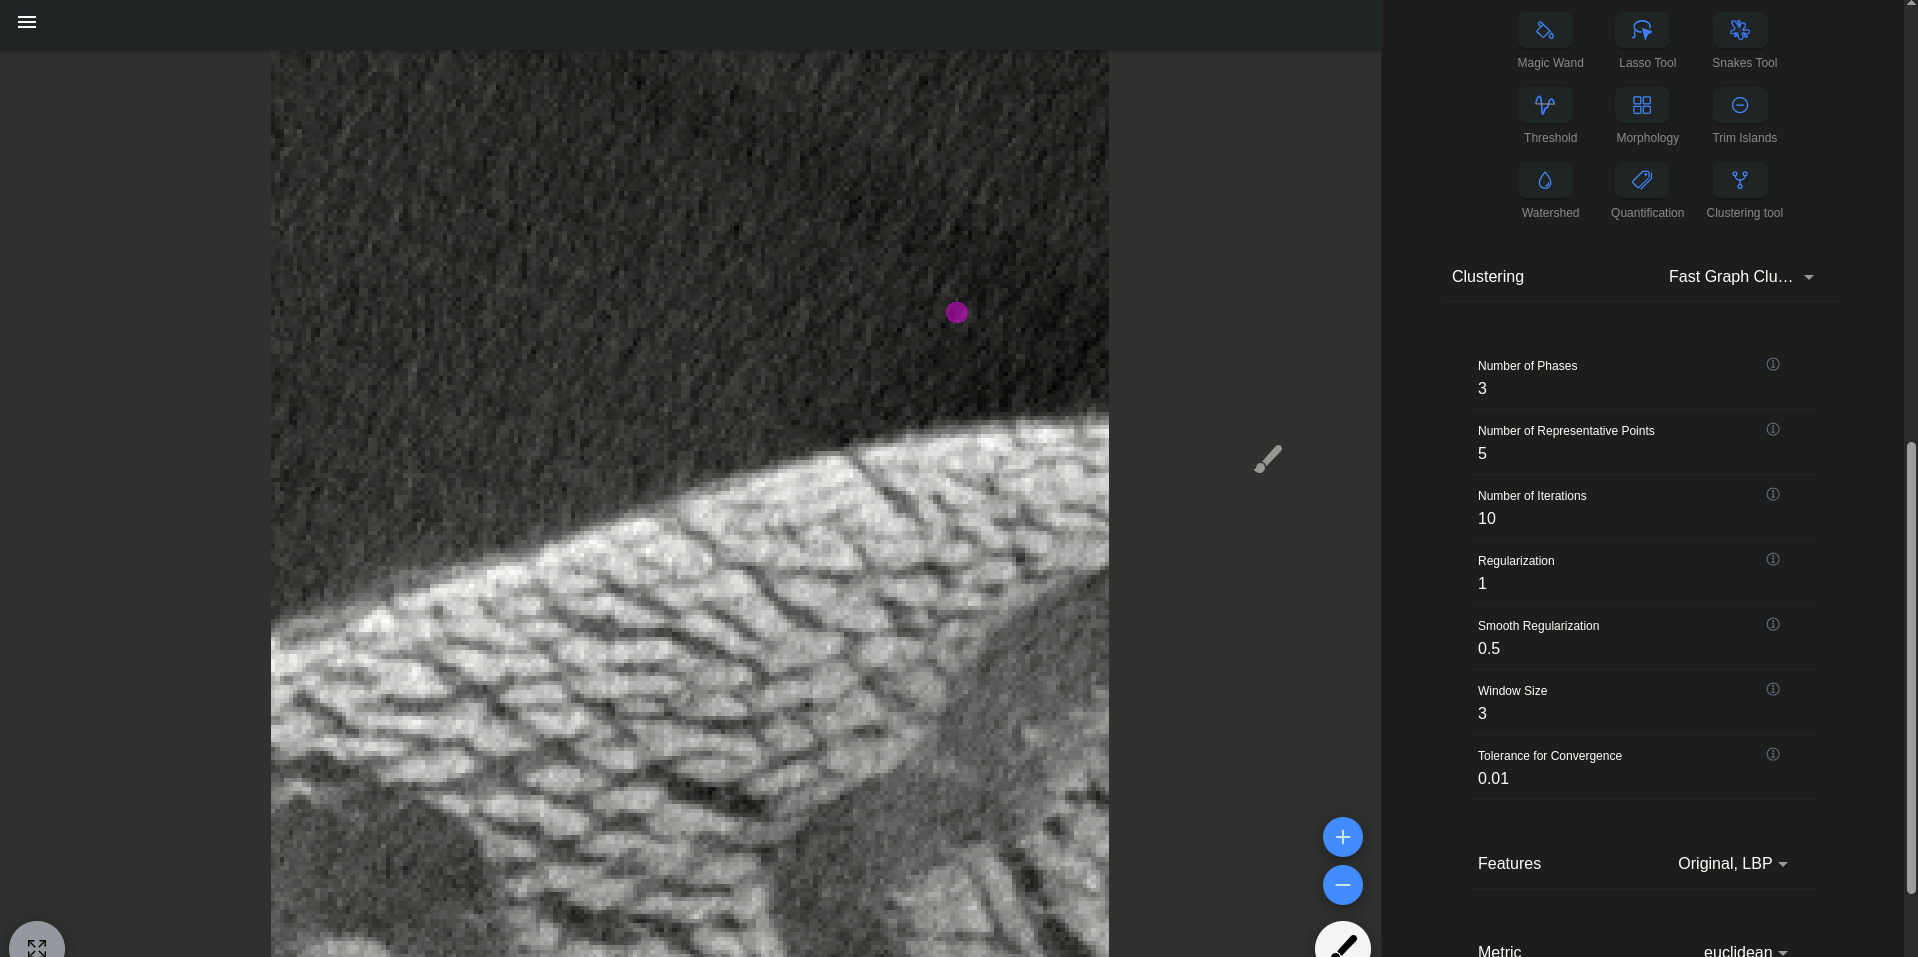 Magic Wand Lasso Tool Snakes Tool
Threshold Morphology Trim Islands
Watershed Quantification Clustering tool
Clustering Fast Graph Clu...
Number of Phases
3
Number of Representative Points
5
Number of Iterations
10
Regularization
1
Smooth Regularization
0.5
Window Size
3
Tolerance for Convergence
0.01
Features Original, LBP
Metric euclidean